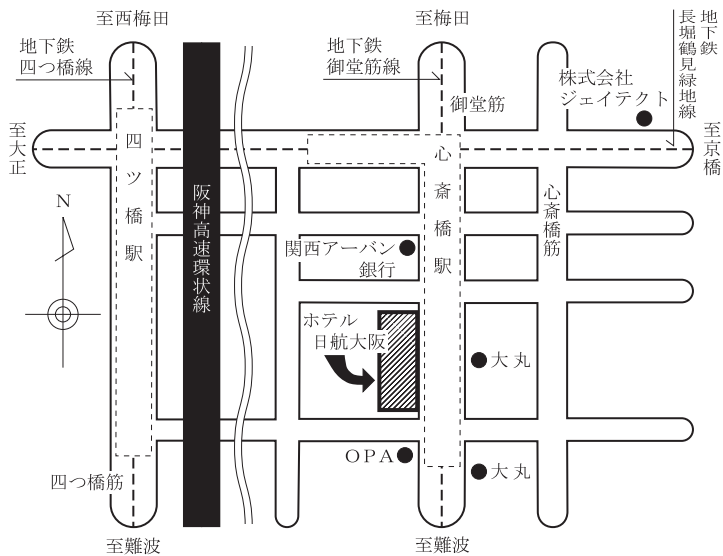 至西梅田
至梅田
地下鉄
四つ橋線
地下鉄
御堂筋線
御堂筋
株式会社
ジェイテクト
地下鉄
長堀鶴見緑地線
至大正
至京橋
四ツ橋駅
心斎橋駅
阪神高速環状線
心斎橋筋
N
関西アーバン
銀行
ホテル
日航大阪
大丸
OPA
大丸
四つ橋筋
至難波
至難波